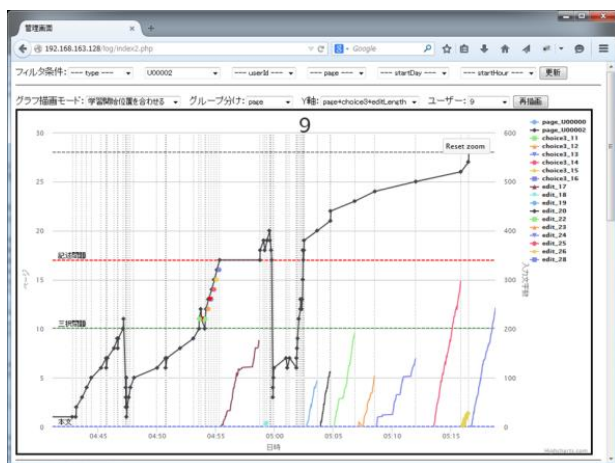 管理画面
192.168.163.128/log/index2.php
Google
フィルタ条件: --- type --- U00002 --- userId --- --- page --- --- startDay --- --- startHour --- 更新
グラフ描画モード: 学習開始位置を合わせる グループ分け: page Y軸: page+choice3+editLength ユーザー: 9 再描画
9
Reset zoom
page_U00000
page_U00002
choice3_11
choice3_12
choice3_13
choice3_14
choice3_15
choice3_16
edit_17
edit_18
edit_19
edit_20
edit_22
edit_23
edit_24
edit_25
edit_26
edit_28
30
25
20
15
10
5
0
ページ
600
500
400
300
200
100
0
入力文字数
記述問題
三択問題
本文
04:45 04:50 04:55 05:00 05:05 05:10 05:15
日時
Highcharts.com